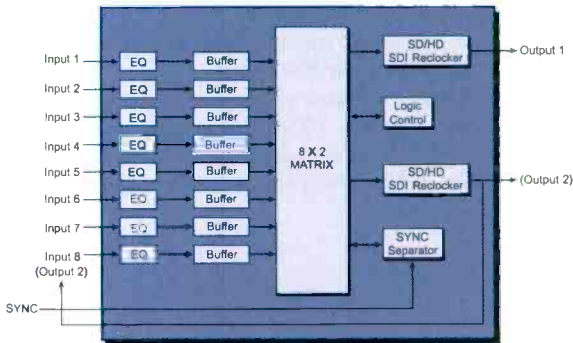 Input 1
EQ
Buffer
Input 2
EQ
Buffer
Input 3
EQ
Buffer
Input 4
EQ
Buffer
Input 5
EQ
Buffer
Input 6
EQ
Buffer
Input 7
EQ
Buffer
Input 8
(Output 2)
EQ
Buffer
SYNC
8 X 2
MATRIX
SD/HD
SDI Reclocker
Output 1
Logic
Control
SD/HD
SDI Reclocker
(Output 2)
SYNC
Separator